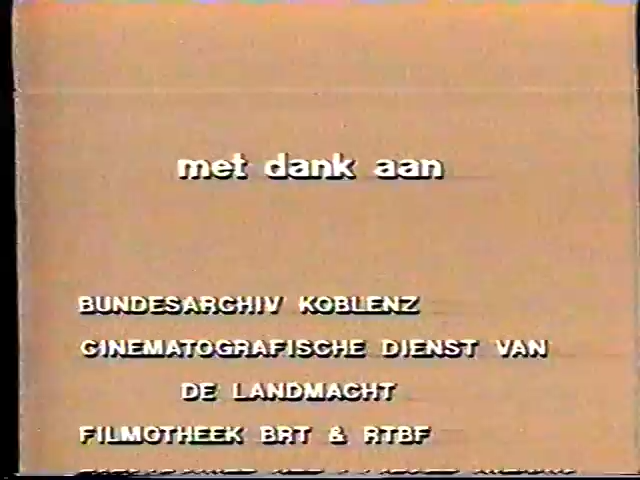 met dank aan
BUNDESARCHIV KOBLENZ
CINEMATOGRAFISCHE DIENST VAN
DE LANDMACHT
FILMOTHEEK BRT & RTBF